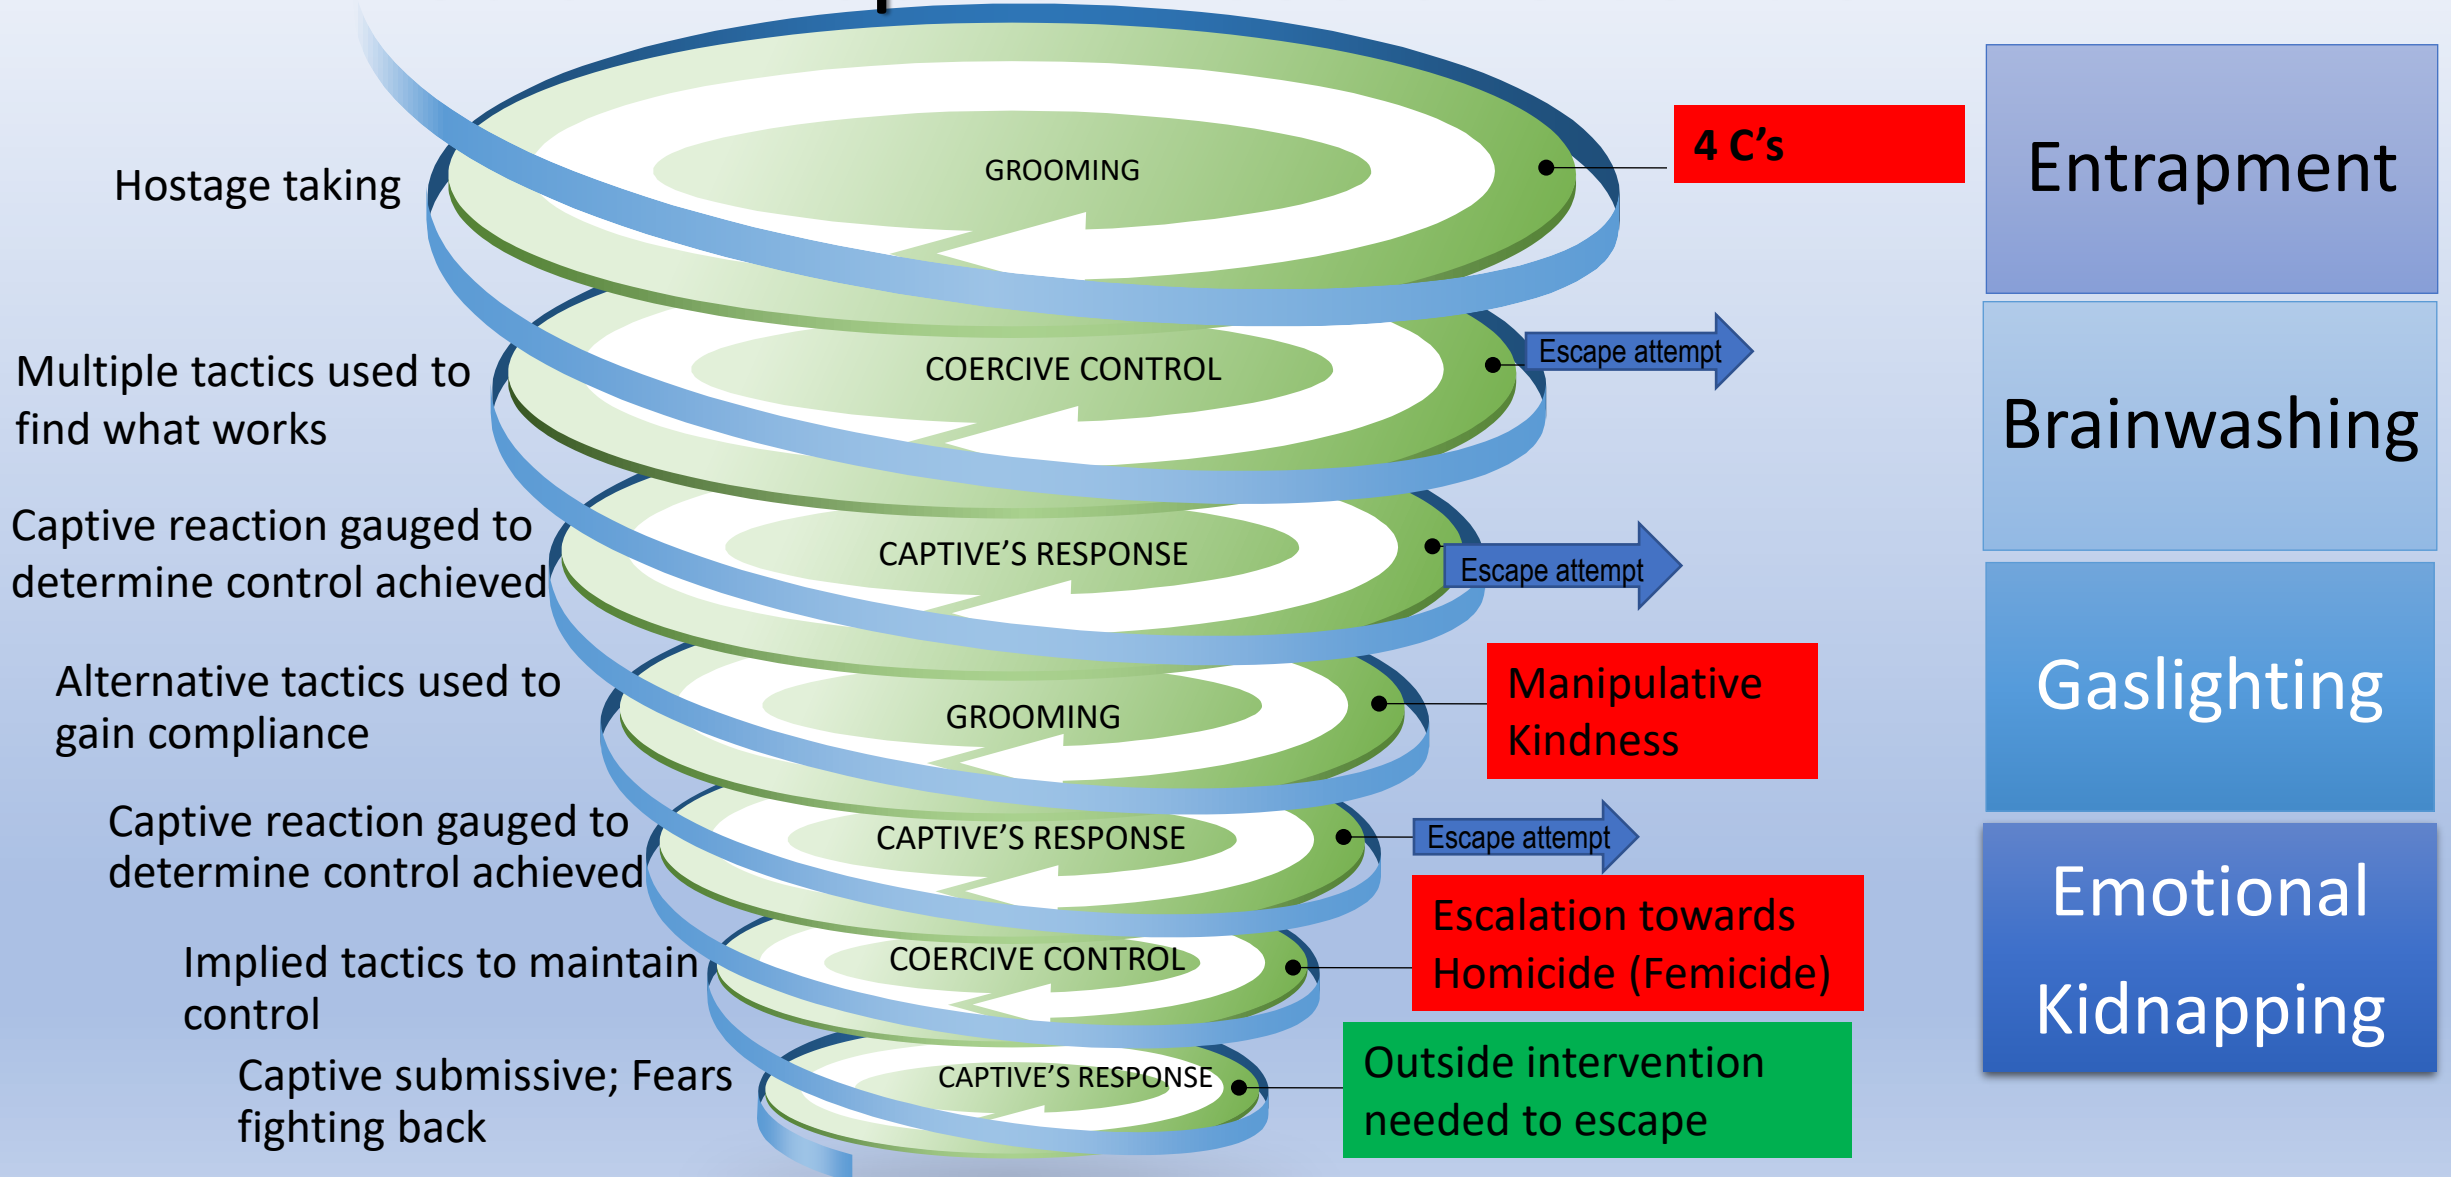 Hostage taking
GROOMING
4 C’s
Entrapment
Multiple tactics used to
find what works
COERCIVE CONTROL
Escape attempt
Brainwashing
Captive reaction gauged to
determine control achieved
CAPTIVE’S RESPONSE
Escape attempt
Alternative tactics used to
gain compliance
GROOMING
Manipulative
Kindness
Gaslighting
Captive reaction gauged to
determine control achieved
CAPTIVE’S RESPONSE
Escape attempt
Implied tactics to maintain
control
COERCIVE CONTROL
Escalation towards
Homicide (Femicide)
Emotional
Kidnapping
Captive submissive; Fears
fighting back
CAPTIVE’S RESPONSE
Outside intervention
needed to escape